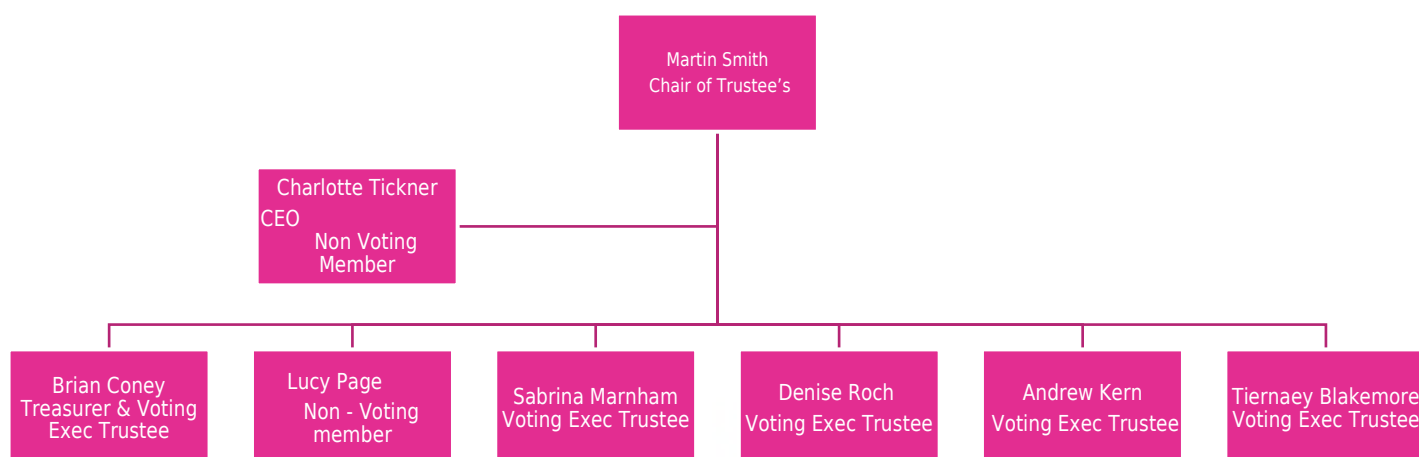 Martin Smith
Chair of Trustee’s
Charlotte Tickner
CEO
Non Voting
Member
Brian Coney
Treasurer & Voting
Exec Trustee
Lucy Page
Non - Voting
member
Sabrina Marnham
Voting Exec Trustee
Denise Roch
Voting Exec Trustee
Andrew Kern
Voting Exec Trustee
Tiernaey Blakemore
Voting Exec Trustee